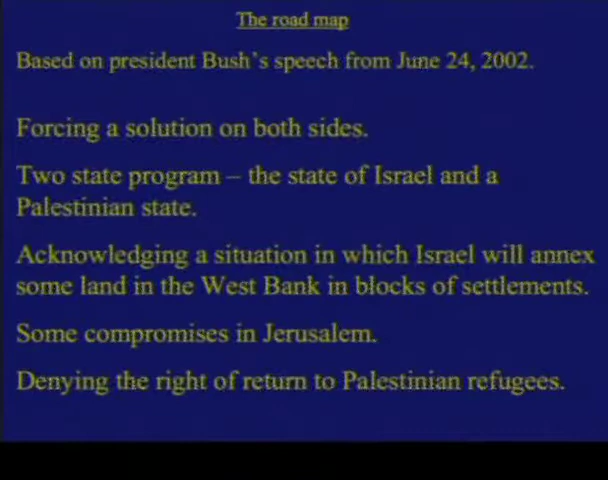 The road map
Based on president Bush's speech from June 24, 2002.
Forcing a solution on both sides.
Two state program – the state of Israel and a
Palestinian state.
Acknowledging a situation in which Israel will annex
some land in the West Bank in blocks of settlements.
Some compromises in Jerusalem.
Denying the right of return to Palestinian refugees.